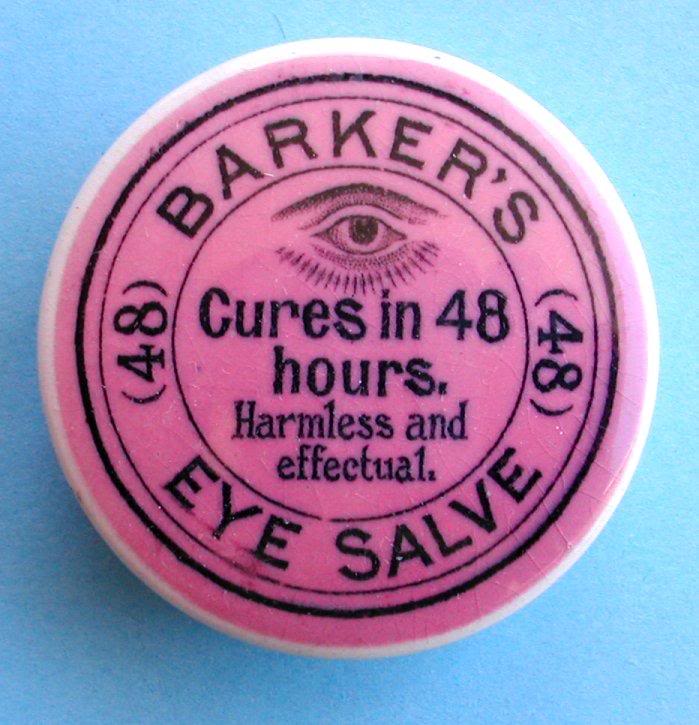 BARKER'S
(48)
(48)
Cures in 48
hours.
Harmless and
effectual.
EYE SALVE